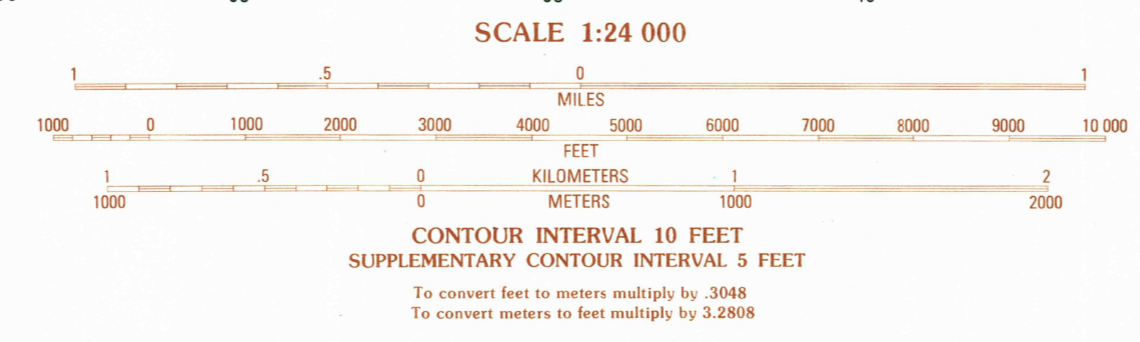 SCALE 1:24 000
1 .5 0 1
MILES
1000 0 1000 2000 3000 4000 5000 6000 7000 8000 9000 10 000
FEET
1 .5 0 KILOMETERS 1 2
1000 0 METERS 1000 2000
CONTOUR INTERVAL 10 FEET
SUPPLEMENTARY CONTOUR INTERVAL 5 FEET
To convert feet to meters multiply by .3048
To convert meters to feet multiply by 3.2808